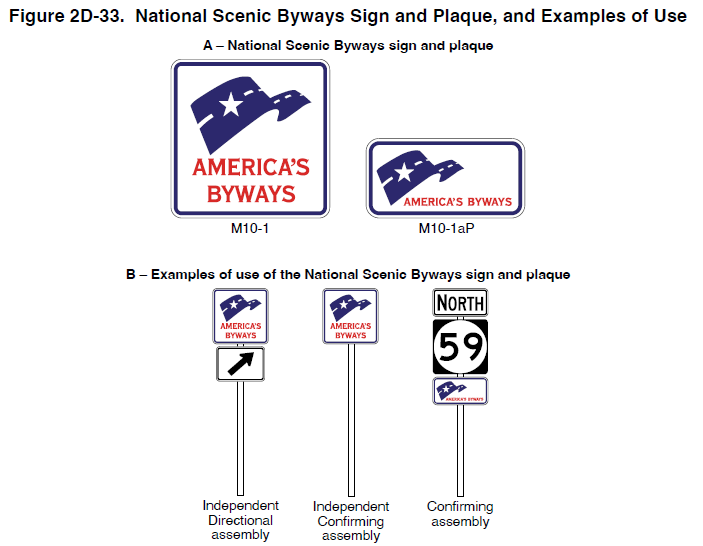 Figure 2D-33. National Scenic Byways Sign and Plaque, and Examples of Use
A – National Scenic Byways sign and plaque
AMERICA'S
BYWAYS
AMERICA'S BYWAYS
M10-1
M10-1aP
B – Examples of use of the National Scenic Byways sign and plaque
AMERICA'S
BYWAYS
AMERICA'S
BYWAYS
NORTH
59
AMERICA'S BYWAYS
Independent
Directional
assembly
Independent
Confirming
assembly
Confirming
assembly